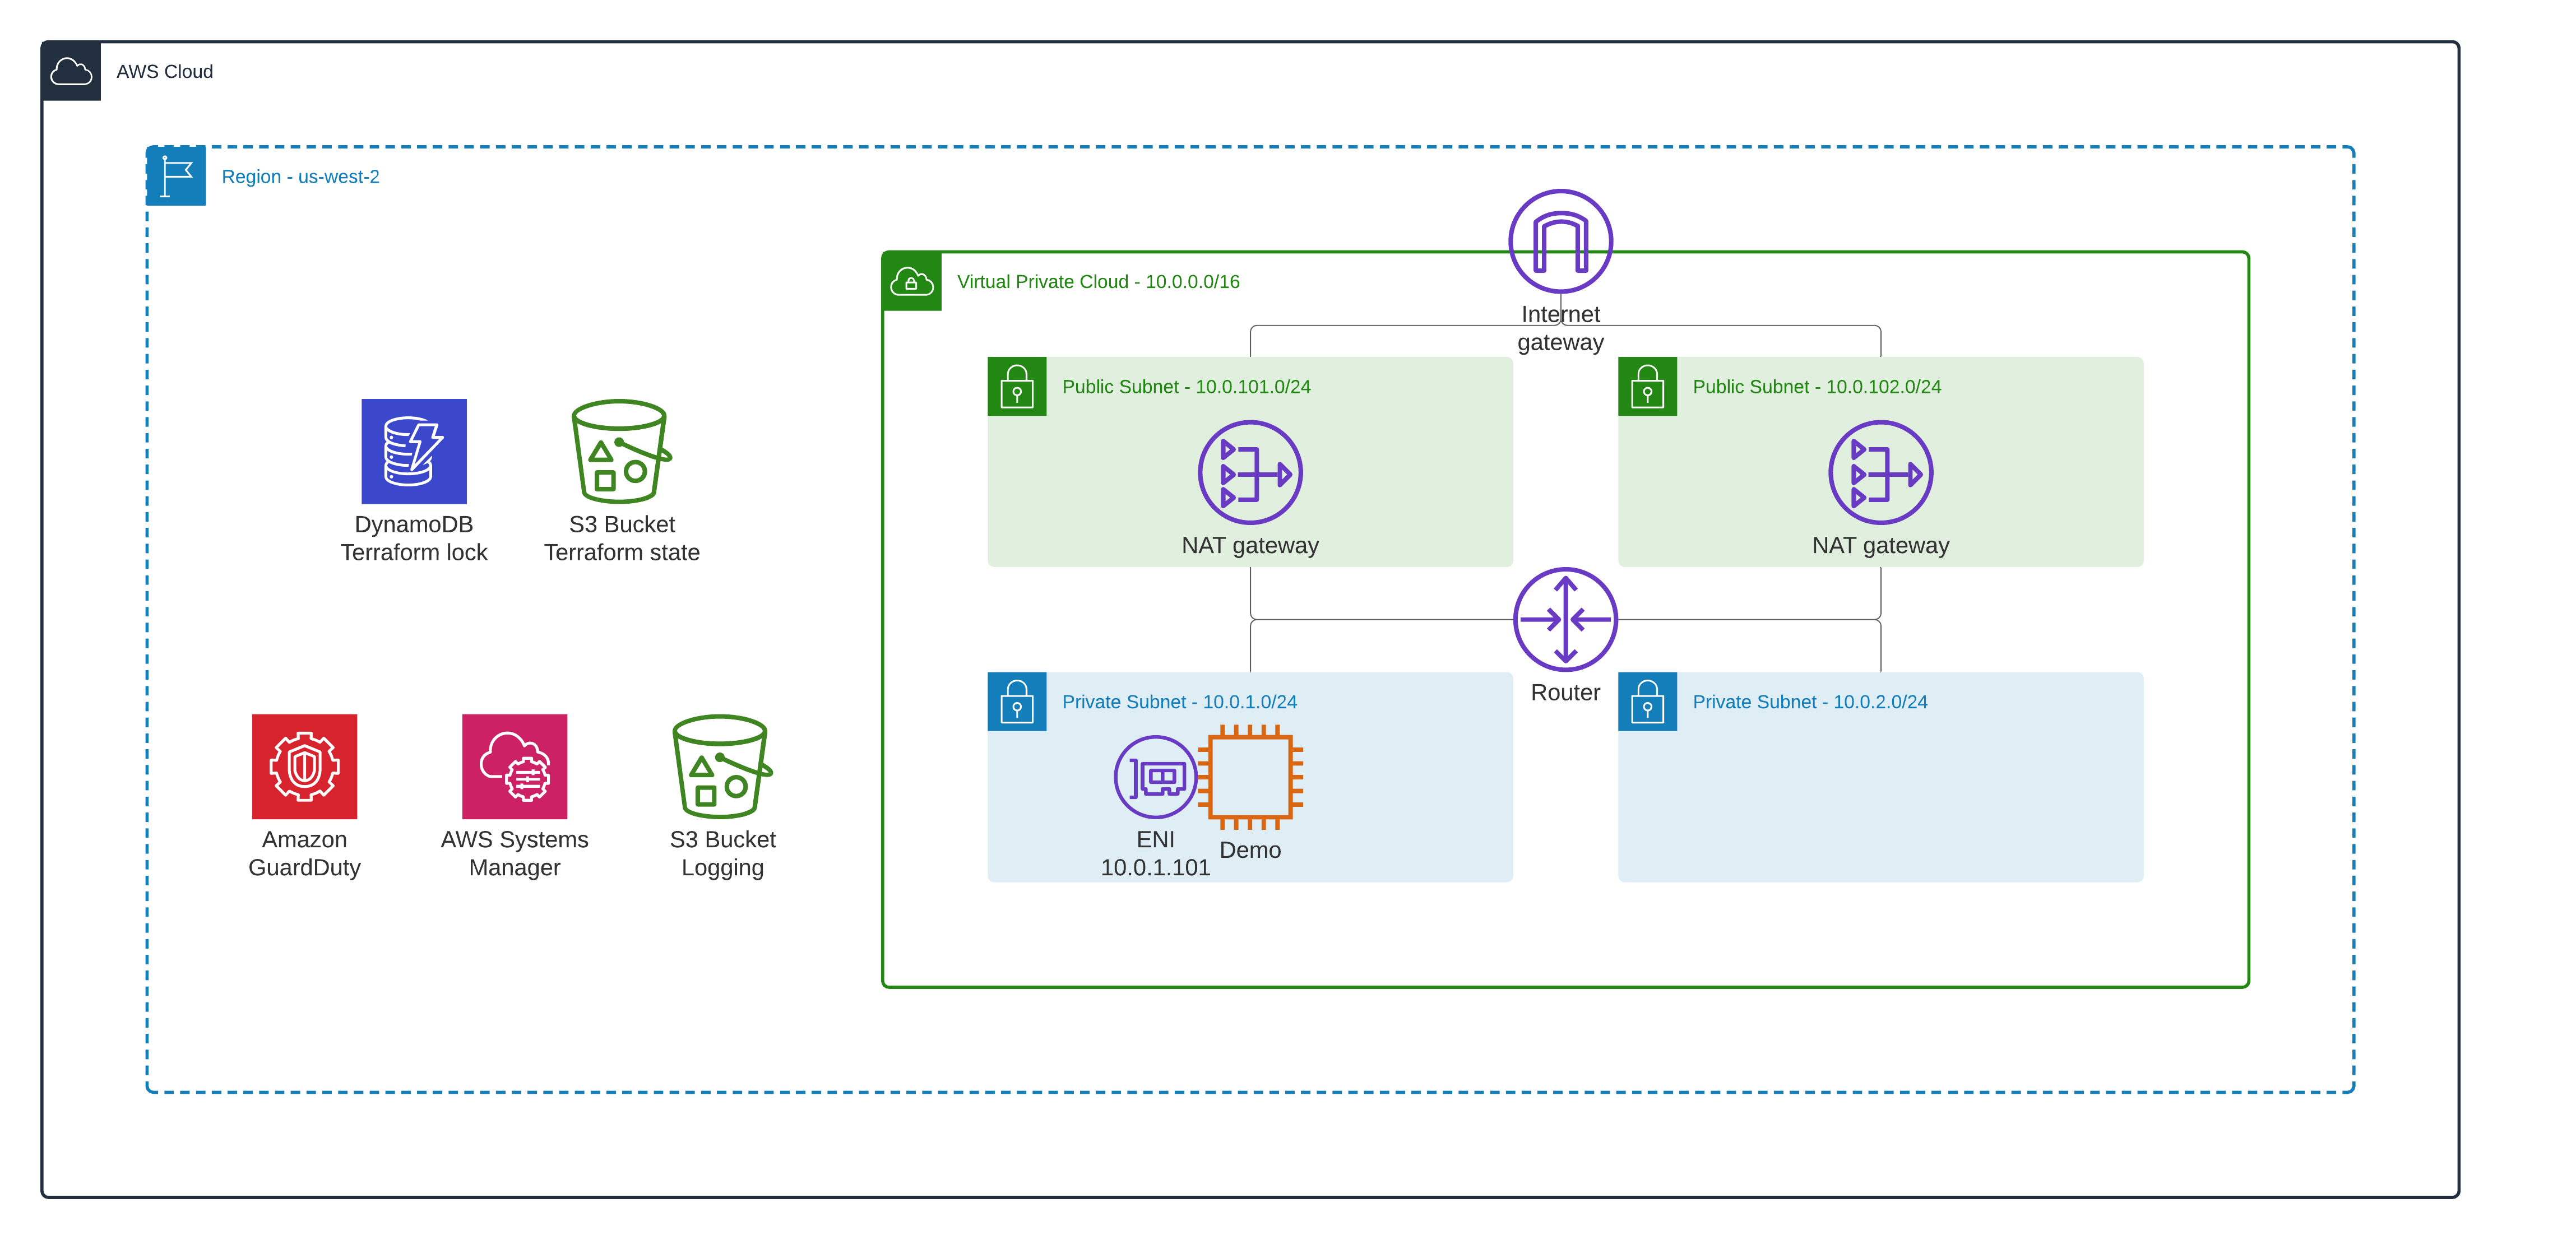 AWS Cloud
Region - us-west-2
Virtual Private Cloud - 10.0.0.0/16
Internet
gateway
Public Subnet - 10.0.101.0/24
Public Subnet - 10.0.102.0/24
NAT gateway
NAT gateway
DynamoDB
Terraform lock
S3 Bucket
Terraform state
Router
Private Subnet - 10.0.1.0/24
Private Subnet - 10.0.2.0/24
ENI
10.0.1.101
Demo
Amazon
GuardDuty
AWS Systems
Manager
S3 Bucket
Logging